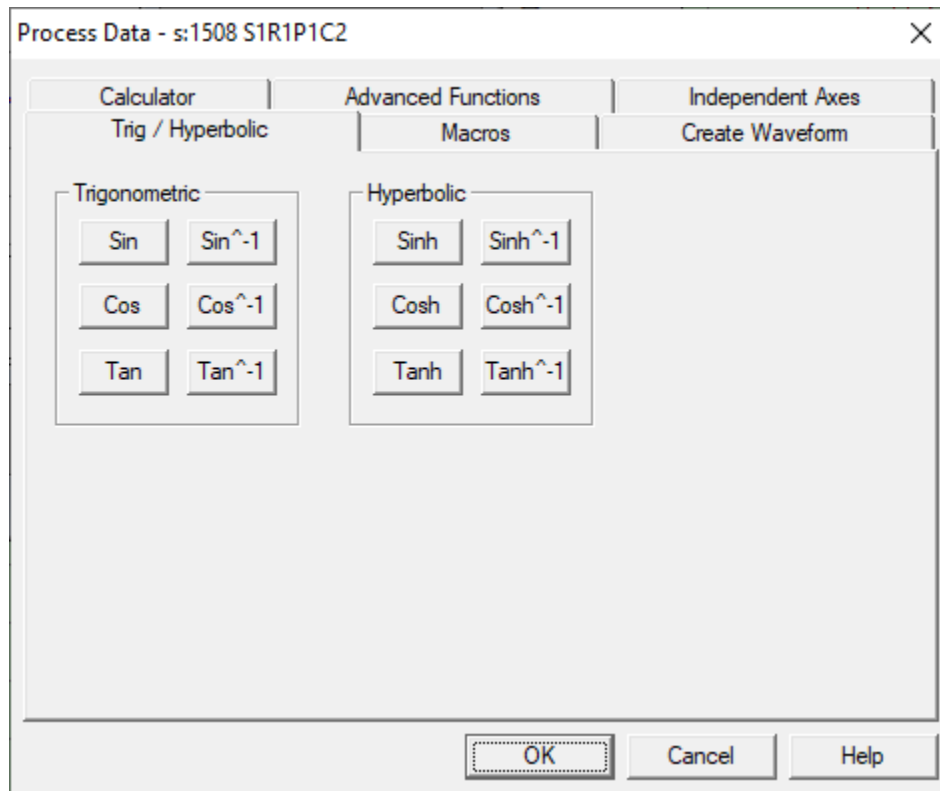 Process Data - s:1508 S1R1P1C2
Calculator Advanced Functions Independent Axes
Trig / Hyperbolic Macros Create Waveform
Trigonometric Hyperbolic
Sin Sin^-1 Sinh Sinh^-1
Cos Cos^-1 Cosh Cosh^-1
Tan Tan^-1 Tanh Tanh^-1
OK Cancel Help